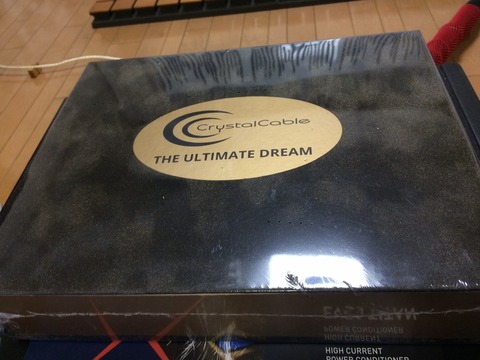 CrystalCable
THE ULTIMATE DREAM
POWER CONDITIONER
HIGH CURRENT
HIGH CURRENT
POWER CONDITIONER